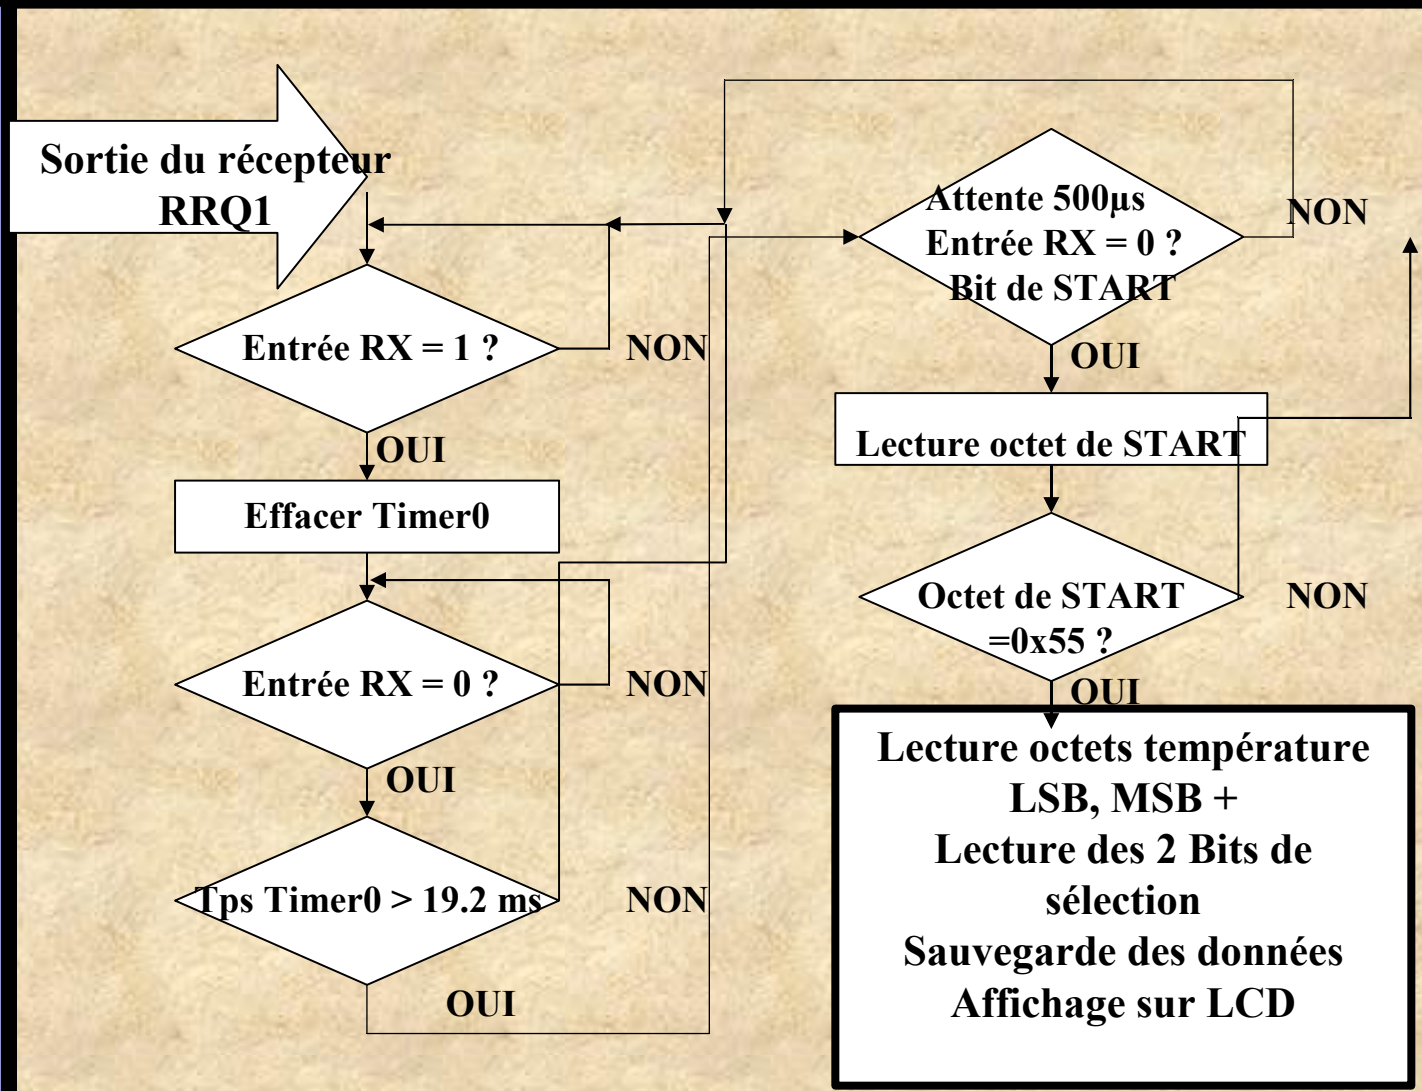 Sortie du récepteur
RRQ1
Entrée RX = 1 ?
NON
OUI
Effacer Timer0
Entrée RX = 0 ?
NON
OUI
Tps Timer0 > 19.2 ms
NON
OUI
Attente 500µs
Entrée RX = 0 ?
Bit de START
NON
OUI
Lecture octet de START
Octet de START
=0x55 ?
NON
OUI
Lecture octets température
LSB, MSB +
Lecture des 2 Bits de
sélection
Sauvegarde des données
Affichage sur LCD